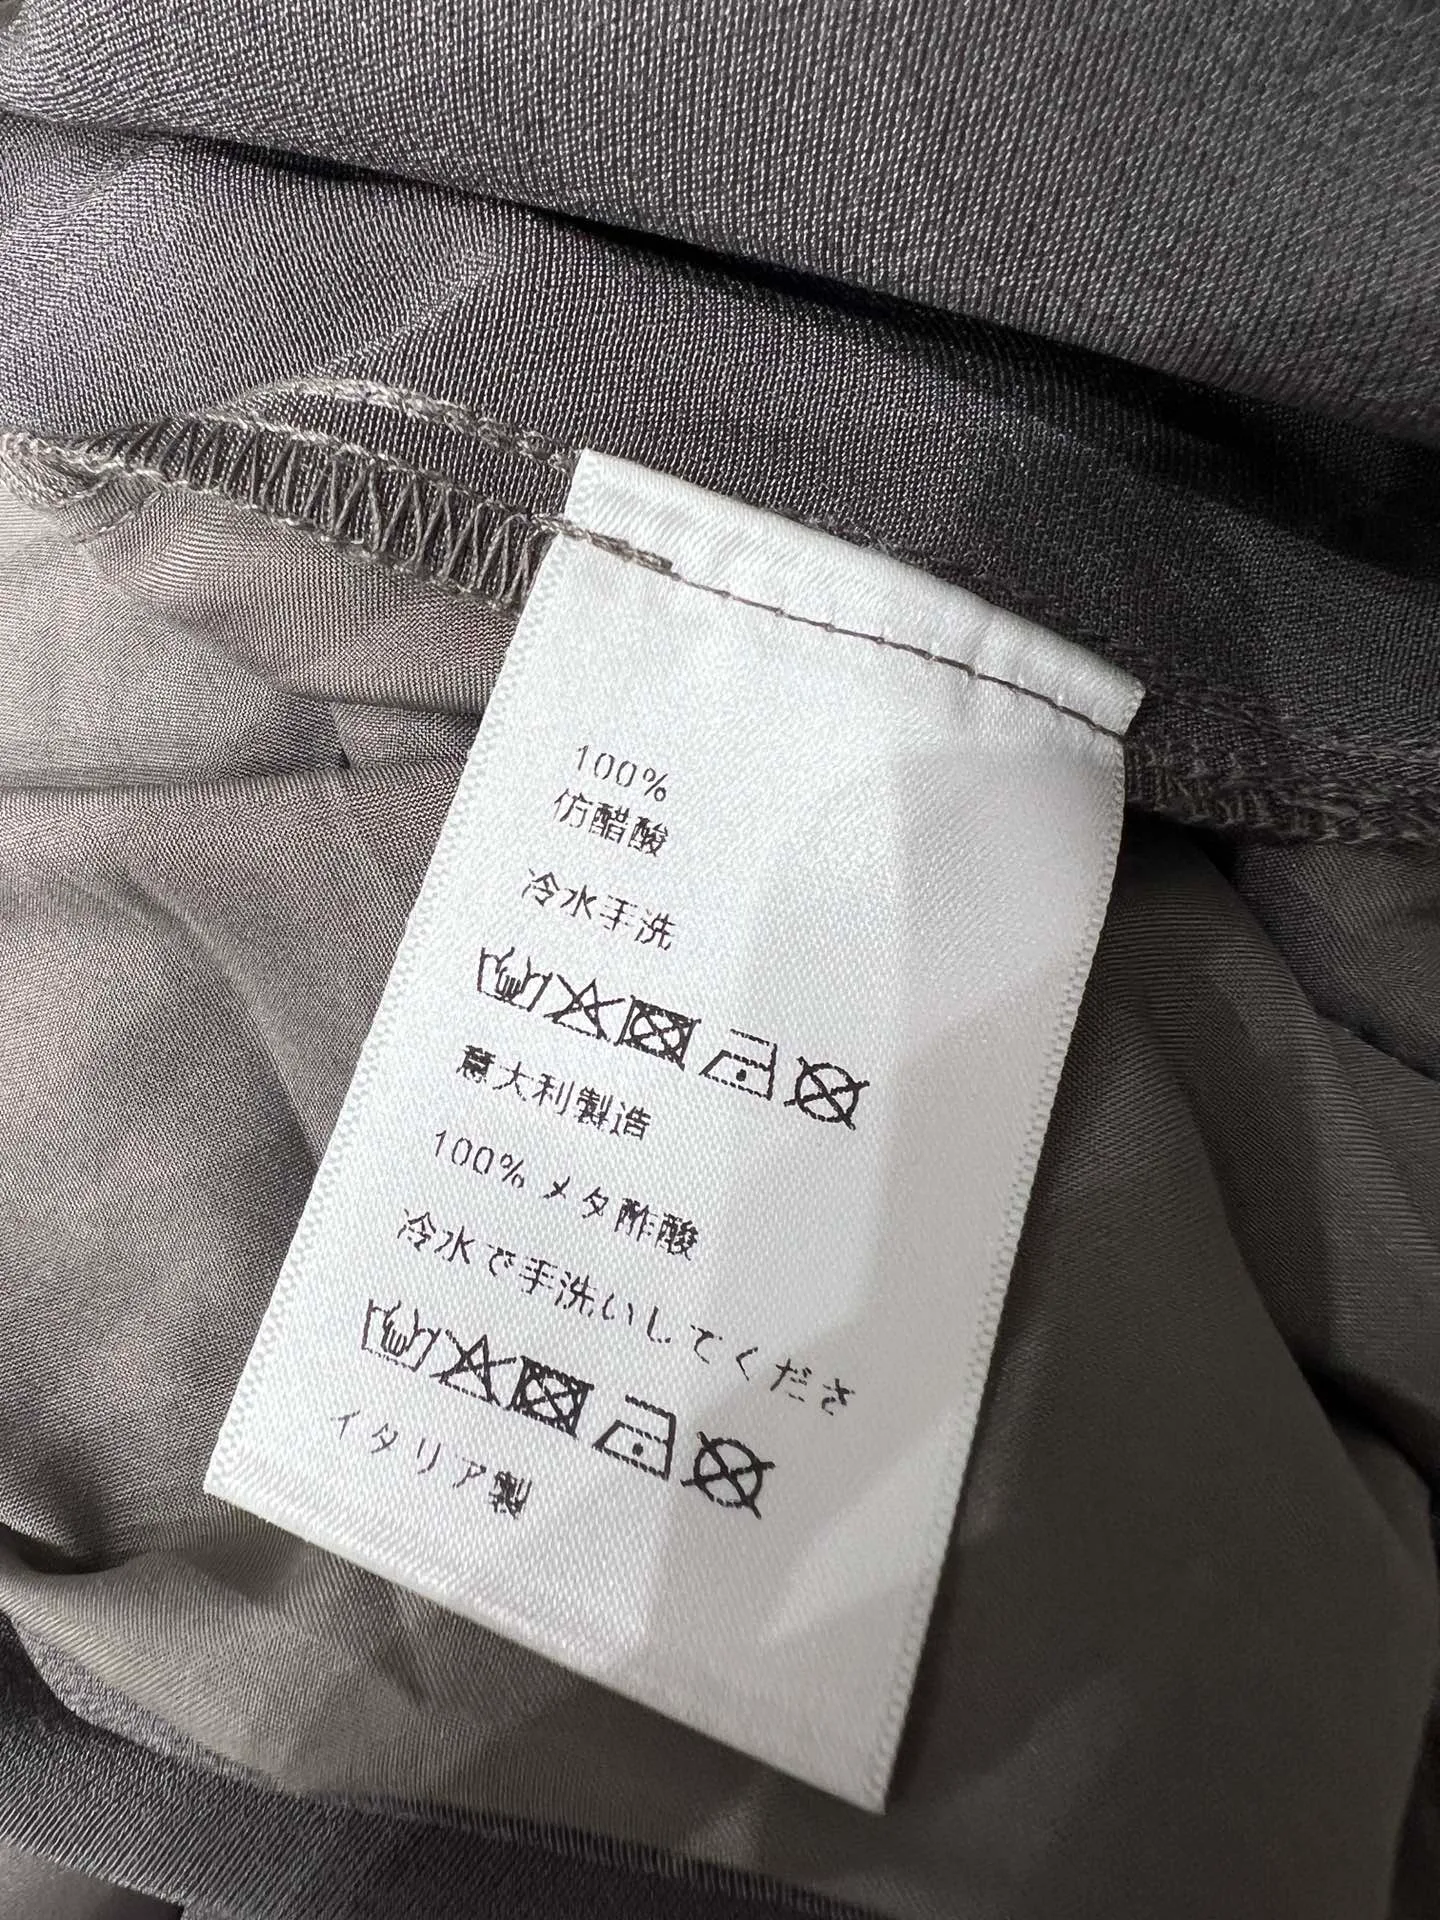 100%
仿醋酸
冷水手洗
意大利製造
100% メタ酢酸
冷水で手洗いしてくださ
イタリア製